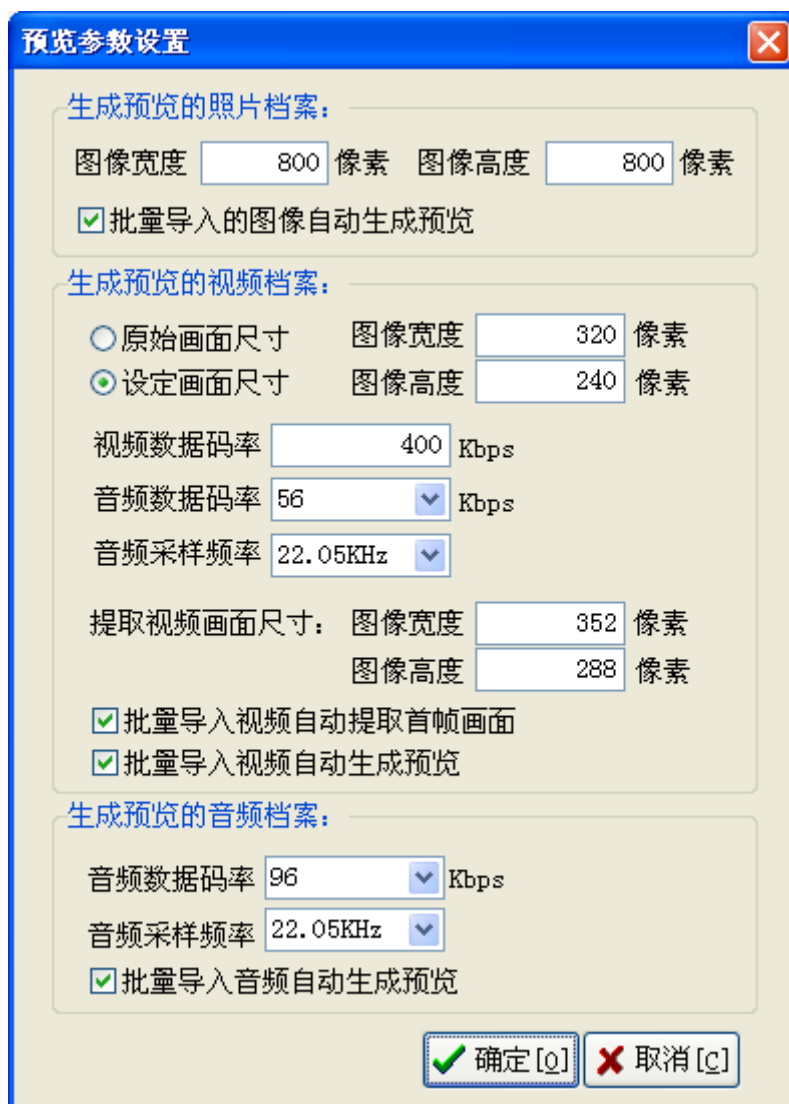 预览参数设置
生成预览的照片档案：
图像宽度 800 像素 图像高度 800 像素
批量导入的图像自动生成预览
生成预览的视频档案：
原始画面尺寸 图像宽度 320 像素
设定画面尺寸 图像高度 240 像素
视频数据码率 400 Kbps
音频数据码率 56 Kbps
音频采样频率 22.05KHz
提取视频画面尺寸： 图像宽度 352 像素
图像高度 288 像素
批量导入视频自动提取首帧画面
批量导入视频自动生成预览
生成预览的音频档案：
音频数据码率 96 Kbps
音频采样频率 22.05KHz
批量导入音频自动生成预览
确定[O] 取消[C]